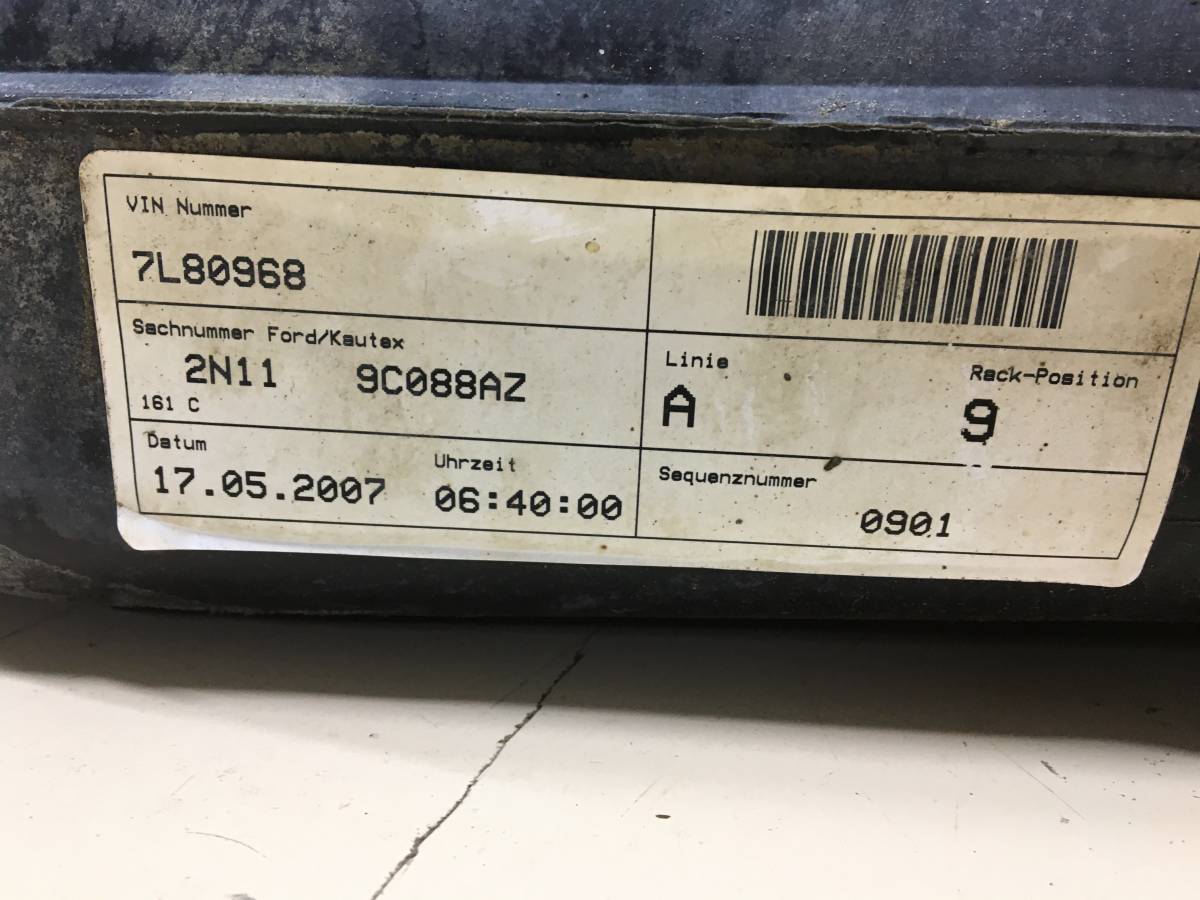 VIN Nummer
7L80968
Sachnummer Ford/Kautex
2N11 9C088AZ
161 C
Linie Rack-Position
A 9
Datum Uhrzeit
17.05.2007 06:40:00
Sequenznummer
0901